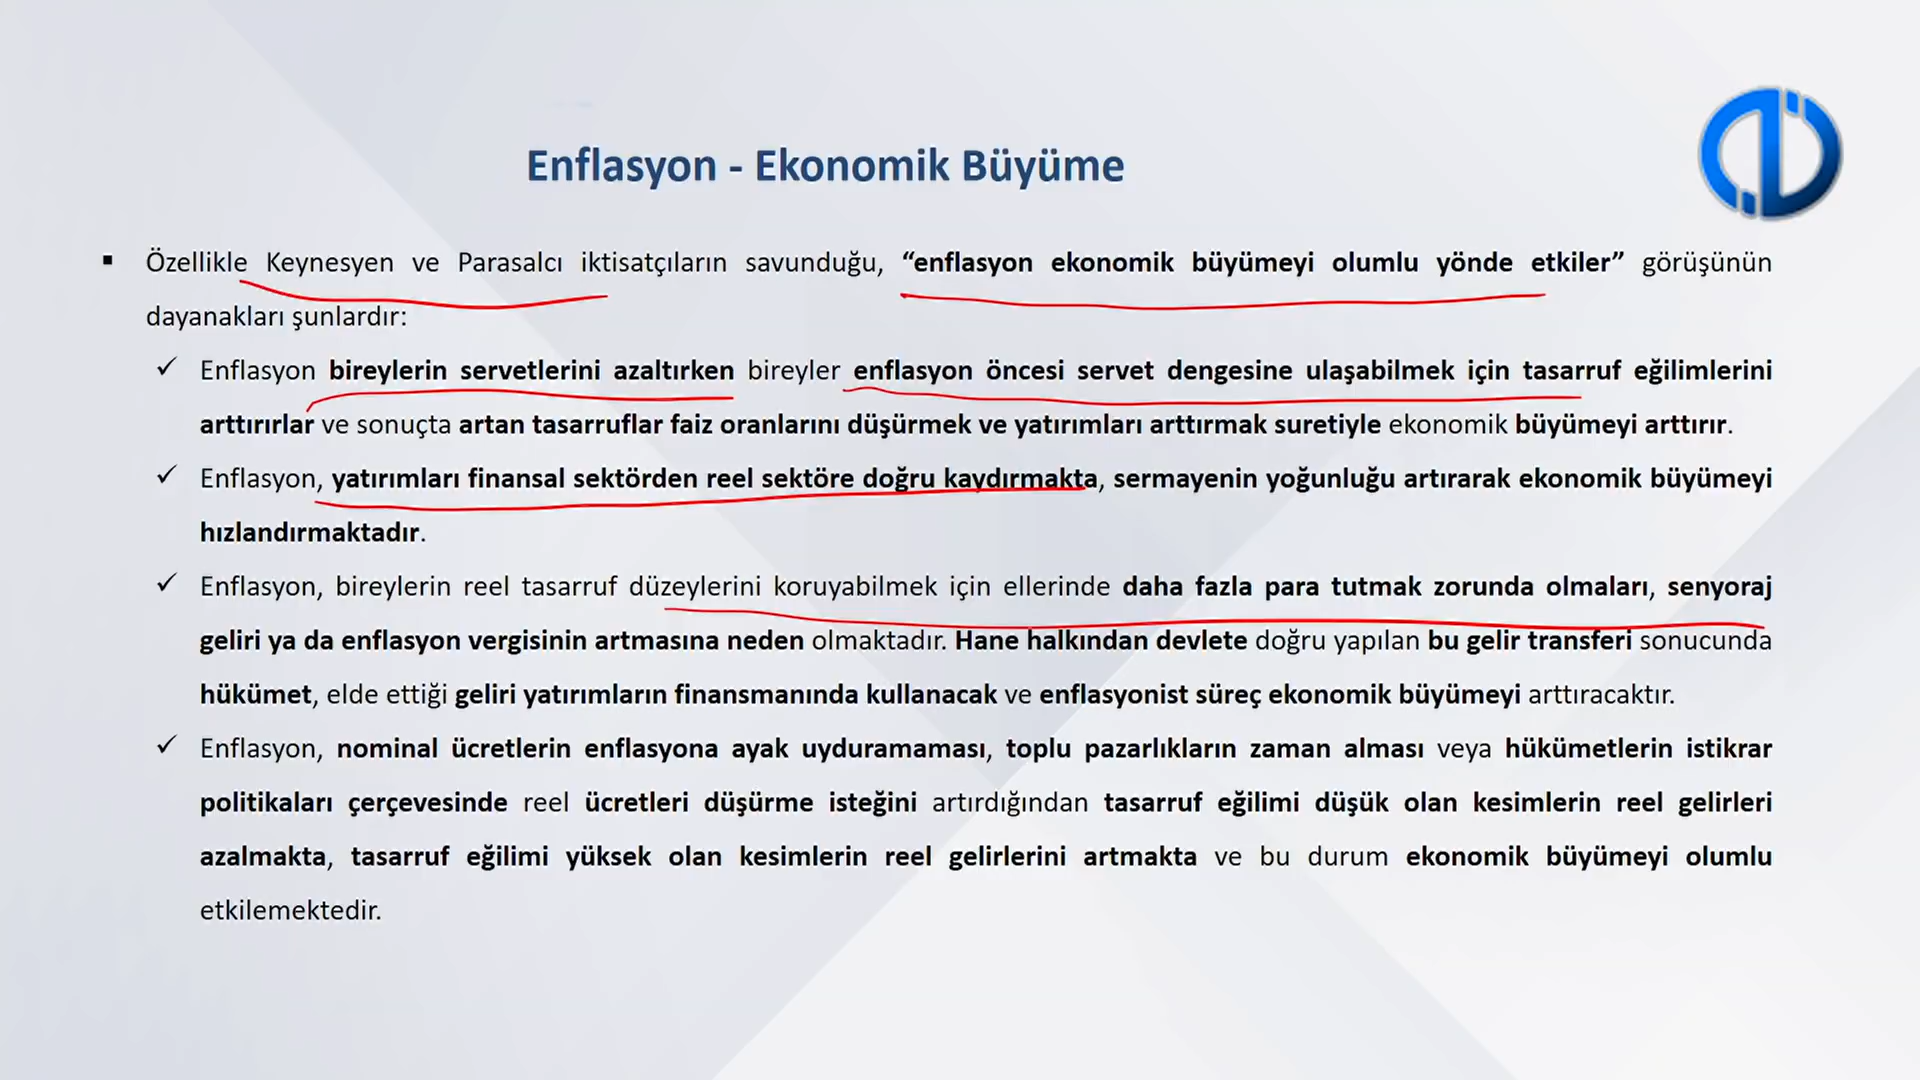 Enflasyon - Ekonomik Büyüme
▪ Özellikle Keynesyen ve Parasalcı iktisatçıların savunduğu, “enflasyon ekonomik büyümeyi olumlu yönde etkiler” görüşünün
dayanakları şunlardır:
✓ Enflasyon bireylerin servetlerini azaltırken bireyler enflasyon öncesi servet dengesine ulaşabilmek için tasarruf eğilimlerini
arttırırlar ve sonuçta artan tasarruflar faiz oranlarını düşürmek ve yatırımları arttırmak suretiyle ekonomik büyümeyi arttırır.
✓ Enflasyon, yatırımları finansal sektörden reel sektöre doğru kaydırmakta, sermayenin yoğunluğu artırarak ekonomik büyümeyi
hızlandırmaktadır.
✓ Enflasyon, bireylerin reel tasarruf düzeylerini koruyabilmek için ellerinde daha fazla para tutmak zorunda olmaları, senyoraj
geliri ya da enflasyon vergisinin artmasına neden olmaktadır. Hane halkından devlete doğru yapılan bu gelir transferi sonucunda
hükümet, elde ettiği geliri yatırımların finansmanında kullanacak ve enflasyonist süreç ekonomik büyümeyi arttıracaktır.
✓ Enflasyon, nominal ücretlerin enflasyona ayak uyduramaması, toplu pazarlıkların zaman alması veya hükümetlerin istikrar
politikaları çerçevesinde reel ücretleri düşürme isteğini artırdığından tasarruf eğilimi düşük olan kesimlerin reel gelirleri
azalmakta, tasarruf eğilimi yüksek olan kesimlerin reel gelirlerini artmakta ve bu durum ekonomik büyümeyi olumlu
etkilemektedir.